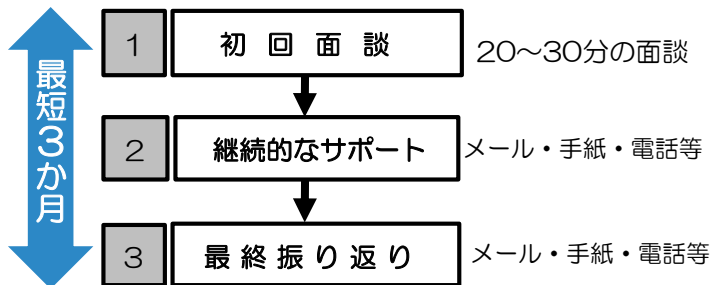 最短3か月
1 初回面談 20～30分の面談
2 継続的なサポート メール・手紙・電話等
3 最終振り返り メール・手紙・電話等